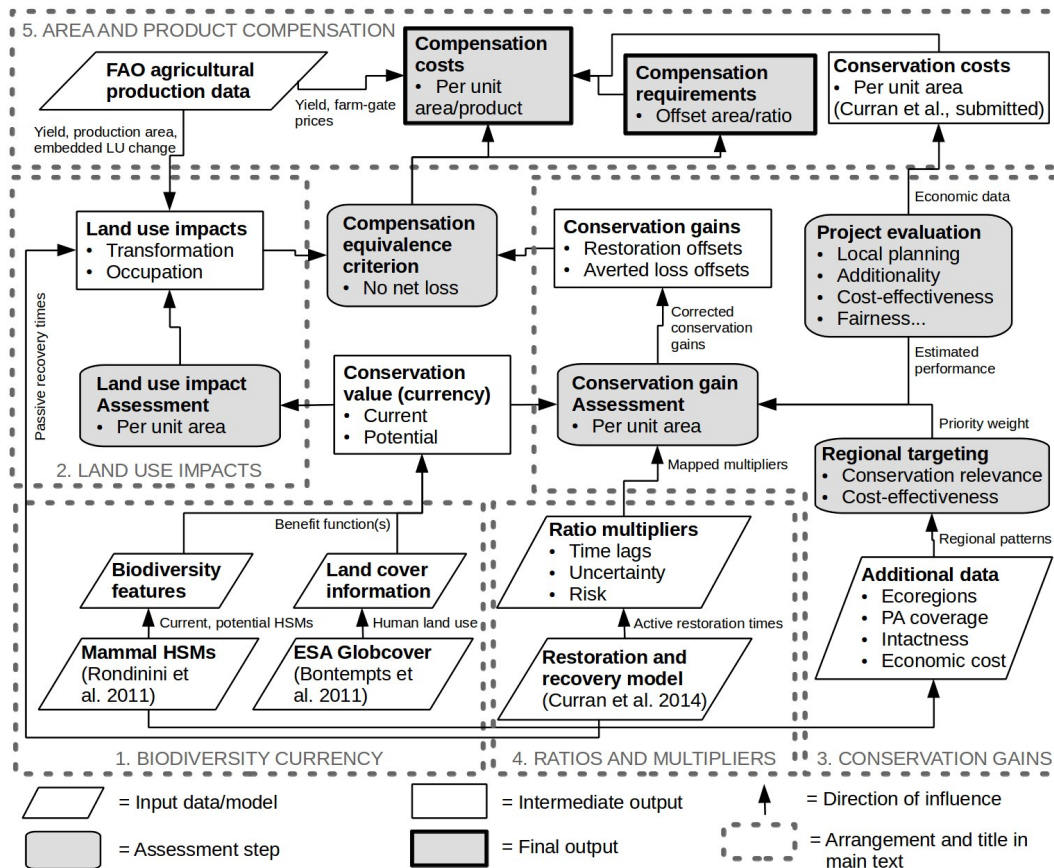 5. AREA AND PRODUCT COMPENSATION
FAO agricultural
production data
Yield, farm-gate
prices
Compensation
costs
• Per unit
area/product
Compensation
requirements
• Offset area/ratio
Conservation costs
• Per unit area
(Curran et al., submitted)
Yield, production area,
embedded LU change
Economic data
Land use impacts
• Transformation
• Occupation
Compensation
equivalence
criterion
• No net loss
Conservation gains
• Restoration offsets
• Averted loss offsets
Project evaluation
• Local planning
• Additionality
• Cost-effectiveness
• Fairness...
Passive recovery times
Corrected
conservation
gains
Estimated
performance
Land use impact
Assessment
• Per unit area
Conservation
value (currency)
• Current
• Potential
Conservation gain
Assessment
• Per unit area
Priority weight
2. LAND USE IMPACTS
Mapped multipliers
Regional targeting
• Conservation relevance
• Cost-effectiveness
Benefit function(s)
Regional patterns
Biodiversity
features
Land cover
information
Ratio multipliers
• Time lags
• Uncertainty
• Risk
Additional data
• Ecoregions
• PA coverage
• Intactness
• Economic cost
Current, potential HSMs
Human land use
Active restoration times
Mammal HSMs
(Rondinini et
al. 2011)
ESA Globcover
(Bontempts et
al. 2011)
Restoration and
recovery model
(Curran et al. 2014)
1. BIODIVERSITY CURRENCY
4. RATIOS AND MULTIPLIERS
3. CONSERVATION GAINS
= Input data/model
= Intermediate output
= Direction of influence
= Assessment step
= Final output
= Arrangement and title in
main text